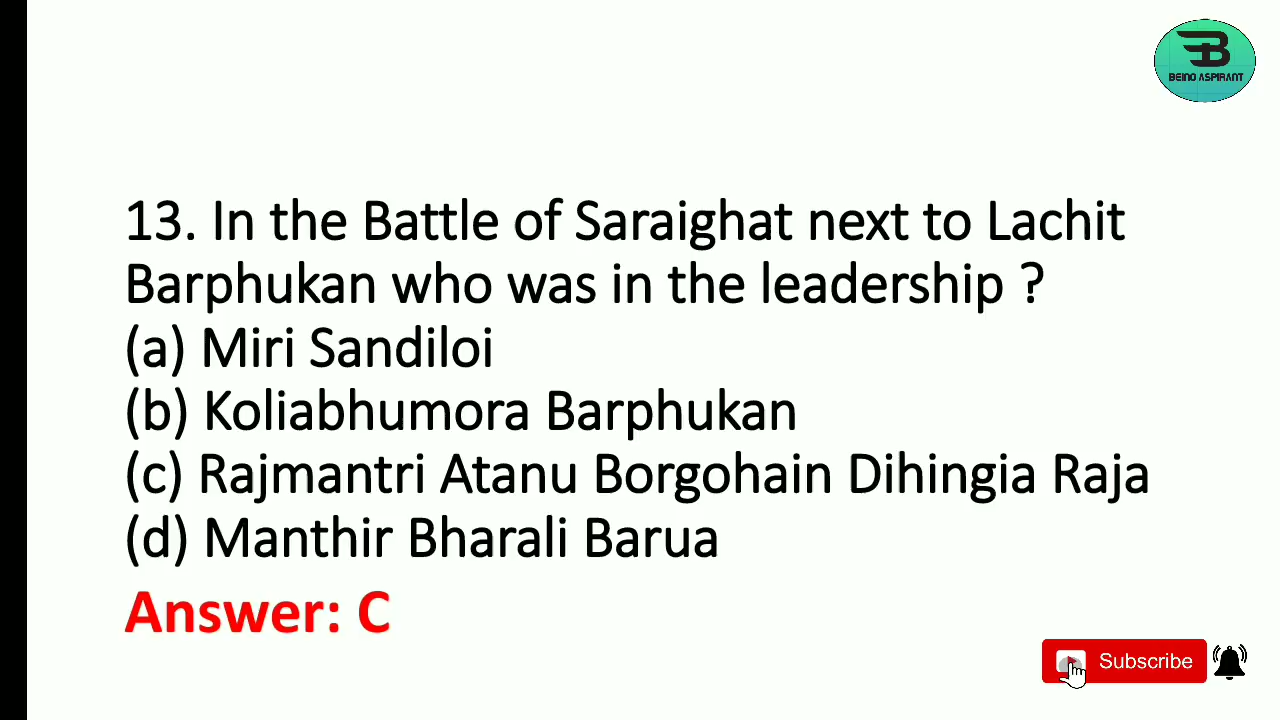 BEING ASPIRANT
13. In the Battle of Saraighat next to Lachit
Barphukan who was in the leadership ?
(a) Miri Sandiloi
(b) Koliabhumora Barphukan
(c) Rajmantri Atanu Borgohain Dihingia Raja
(d) Manthir Bharali Barua
Answer: C
Subscribe